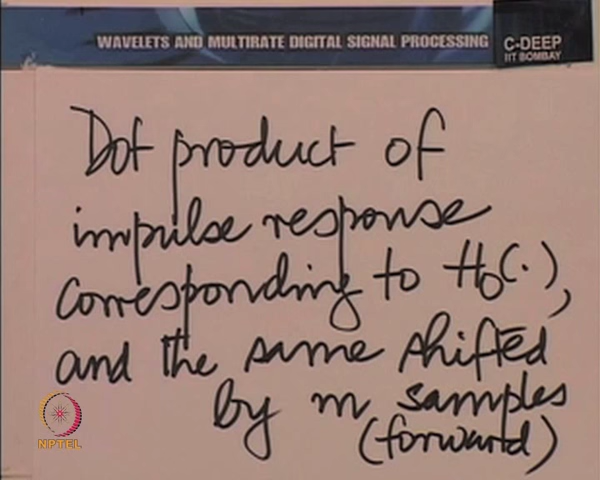 WAVELETS AND MULTIRATE DIGITAL SIGNAL PROCESSING
C-DEEP
IIT BOMBAY
Dot product of
impulse response
corresponding to H₀(·),
and the same shifted
by m samples
(forward)
NPTEL